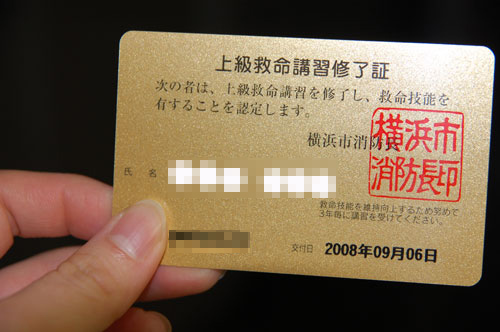 上級救命講習修了証
次の者は、上級救命講習を修了し、救命技能を
有することを認定します。
横浜市消防長
横浜市
消防長印
氏 名
救命技能を維持向上するため努めて
3年毎に講習を受けてください。
交付日 2008年09月06日